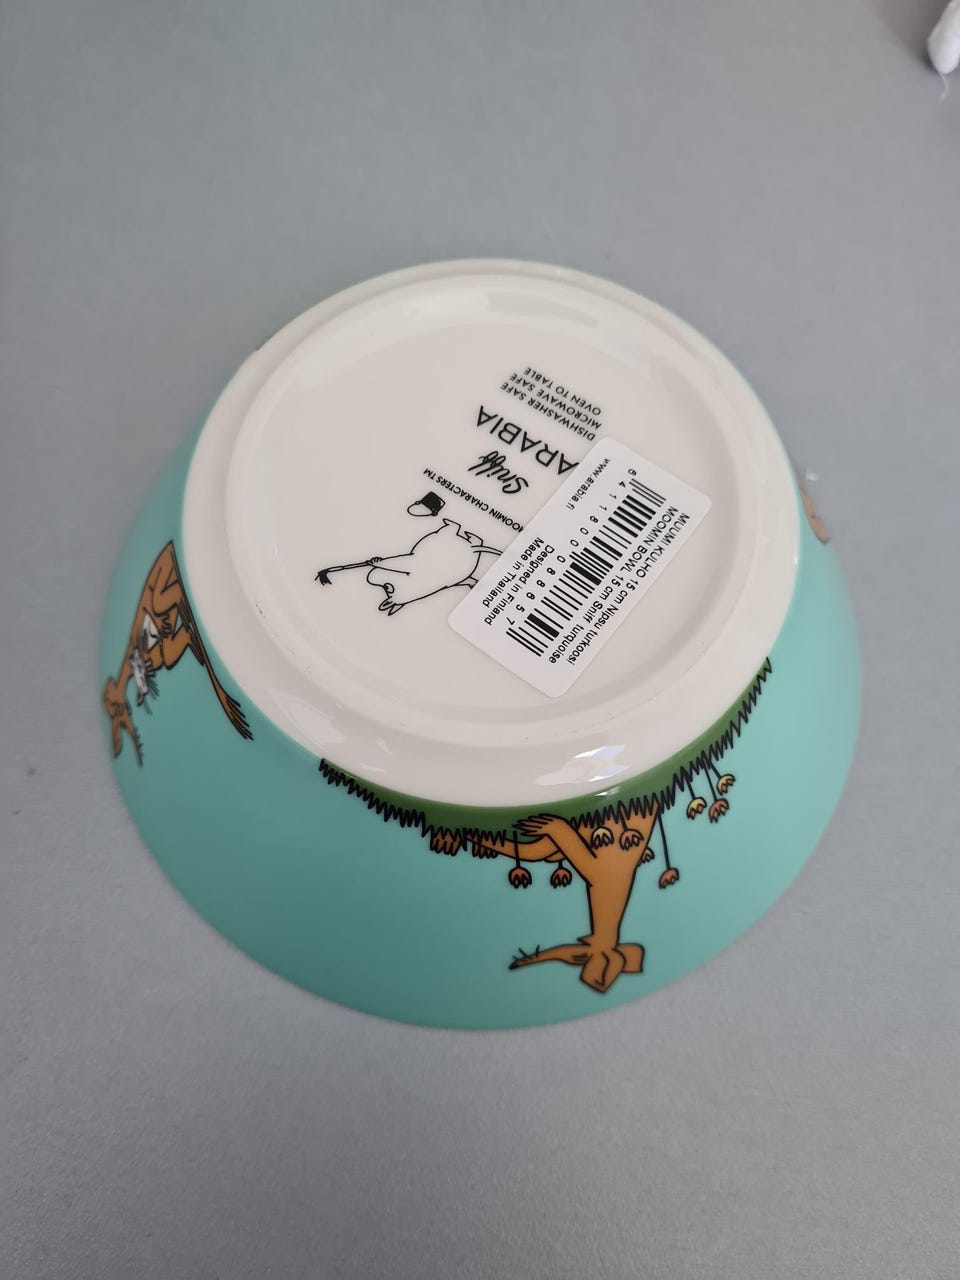 MOOMIN CHARACTERS TM
Sniff
ARABIA
DISHWASHER SAFE
MICROWAVE SAFE
OVEN TO TABLE
MUUMI KULHO 15 cm Nipsu turkoosi
MOOMIN BOWL 15 cm Sniff turquoise
6 411800 088657
Designed in Finland
Made in Thailand
www.arabia.fi